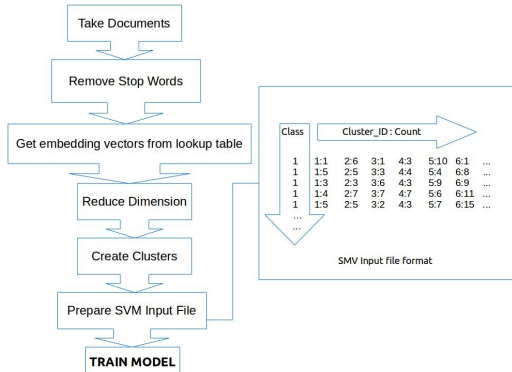 Take Documents
Remove Stop Words
Get embedding vectors from lookup table
Reduce Dimension
Create Clusters
Prepare SVM Input File
TRAIN MODEL
Class Cluster_ID : Count
1 1:1 2:6 3:1 4:3 5:10 6:1 ...
1 1:5 2:5 3:3 4:4 5:4 6:8 ...
1 1:3 2:3 3:6 4:3 5:9 6:9 ...
1 1:4 2:7 3:7 4:7 5:6 6:11 ...
1 1:5 2:5 3:2 4:3 5:7 6:15 ...
...
...
SMV Input file format